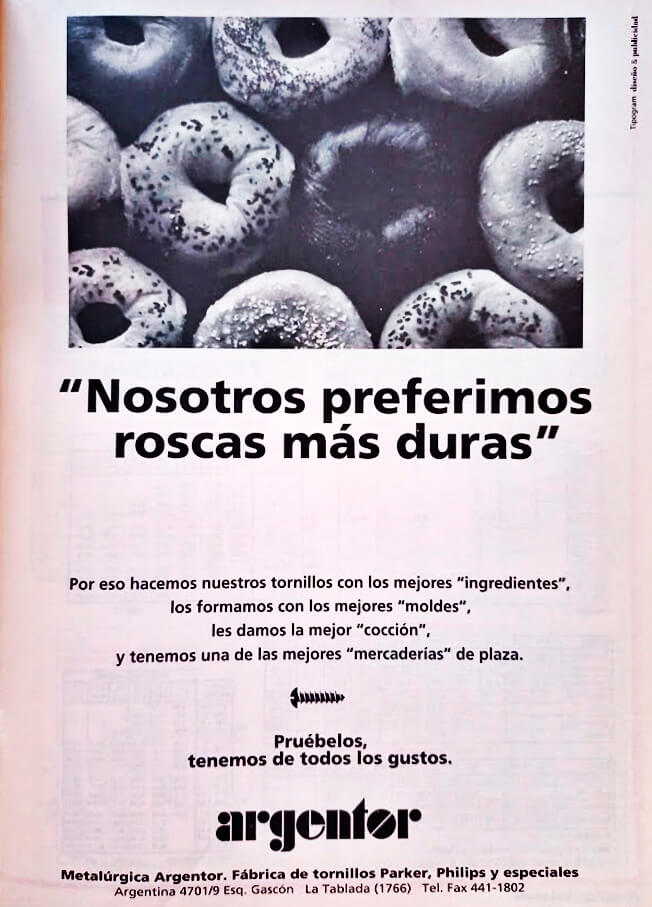 Tipogram diseño & publicidad
“Nosotros preferimos
roscas más duras”
Por eso hacemos nuestros tornillos con los mejores “ingredientes”,
los formamos con los mejores “moldes”,
les damos la mejor “cocción”,
y tenemos una de las mejores “mercaderías” de plaza.
Pruébelos,
tenemos de todos los gustos.
argentor
Metalúrgica Argentor. Fábrica de tornillos Parker, Philips y especiales
Argentina 4701/9 Esq. Gascón La Tablada (1766) Tel. Fax 441-1802